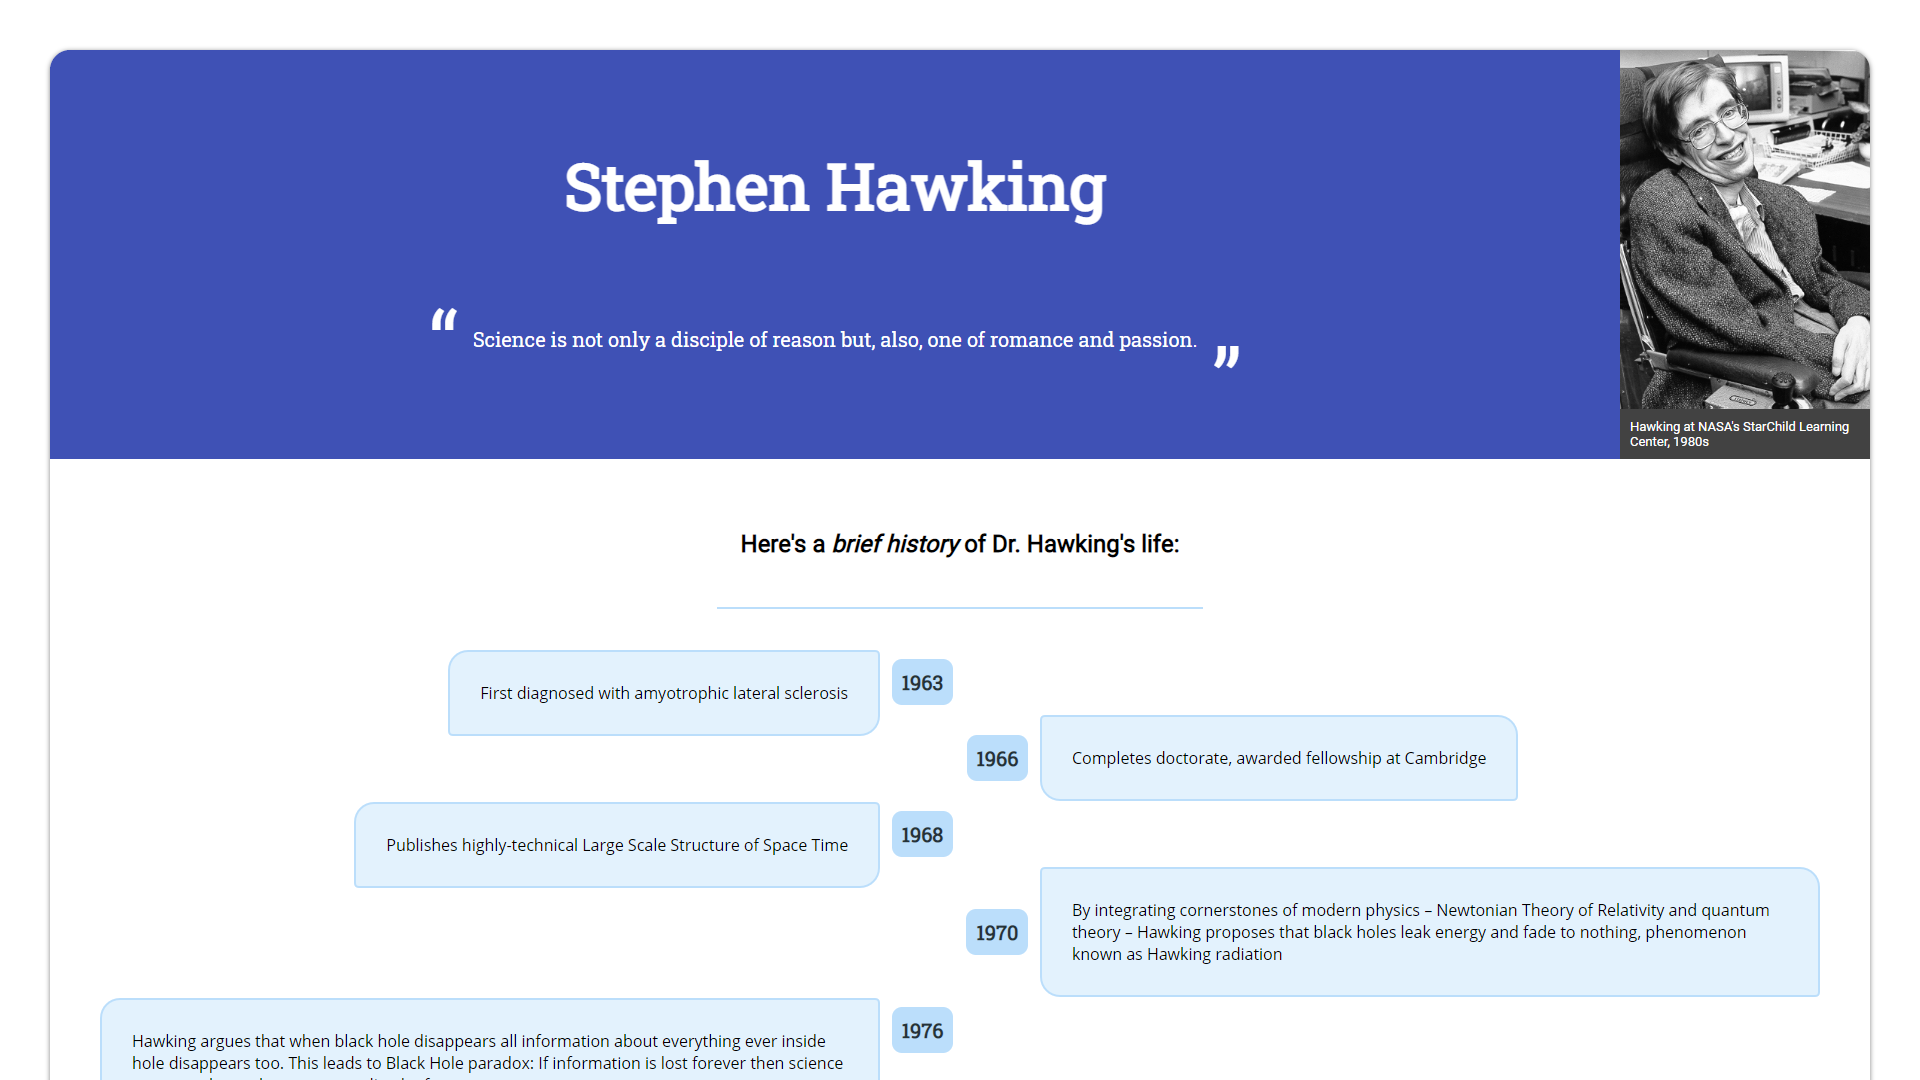 Stephen Hawking
“ Science is not only a disciple of reason but, also, one of romance and passion. ”
Hawking at NASA's StarChild Learning
Center, 1980s
Here's a brief history of Dr. Hawking's life:
First diagnosed with amyotrophic lateral sclerosis
1963
1966
Completes doctorate, awarded fellowship at Cambridge
Publishes highly-technical Large Scale Structure of Space Time
1968
1970
By integrating cornerstones of modern physics – Newtonian Theory of Relativity and quantum
theory – Hawking proposes that black holes leak energy and fade to nothing, phenomenon
known as Hawking radiation
1976
Hawking argues that when black hole disappears all information about everything ever inside
hole disappears too. This leads to Black Hole paradox: If information is lost forever then science